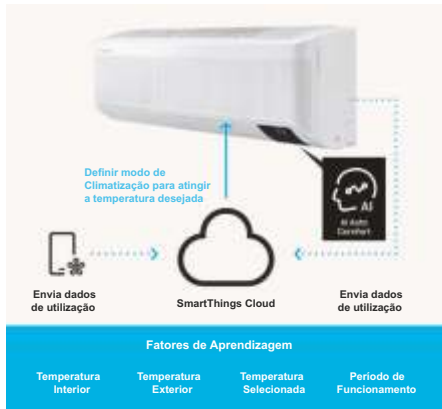 Definir modo de
Climatização para atingir
a temperatura desejada
AI
AI Auto
Comfort
Envia dados
de utilização
SmartThings Cloud
Envia dados
de utilização
Fatores de Aprendizagem
Temperatura
Interior
Temperatura
Exterior
Temperatura
Selecionada
Período de
Funcionamento